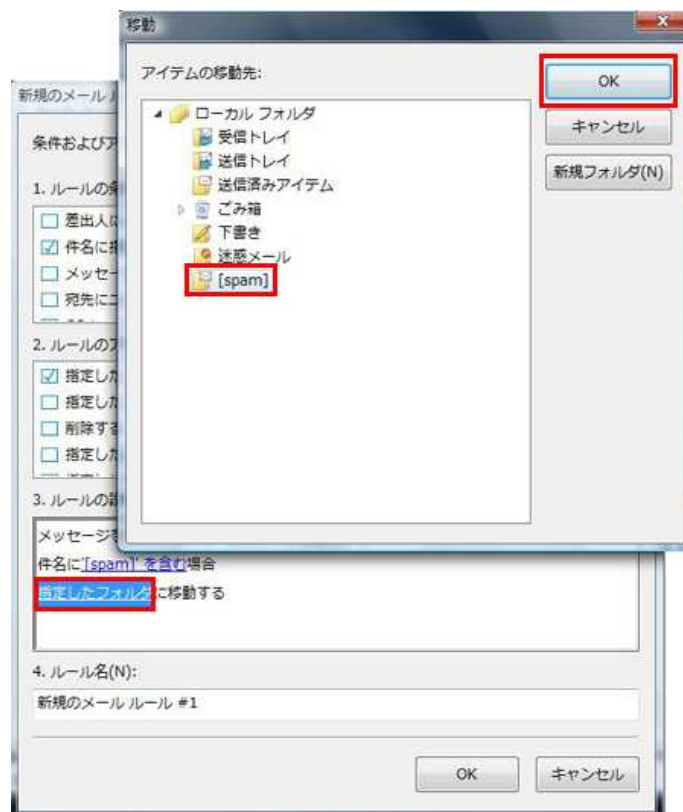 移動
アイテムの移動先:
ローカル フォルダ
受信トレイ
送信トレイ
送信済みアイテム
ごみ箱
下書き
迷惑メール
[spam]
OK
キャンセル
新規フォルダ(N)
新規のメール
条件および
1. ルールの
差出人
件名に
メッセー
宛先に
2. ルールの
指定した
指定した
削除する
指定した
3. ルールの
メッセージ
件名に'[spam]' を含む場合
指定したフォルダに移動する
4. ルール名(N):
新規のメール ルール #1
OK
キャンセル